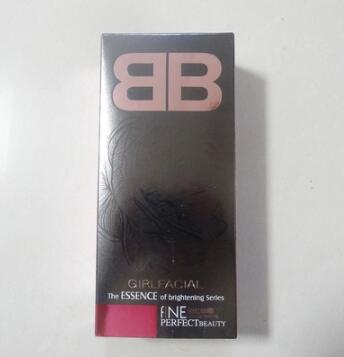 BB
GIRLFACIAL
The ESSENCE of brightening Series
FINE
PERFECTBEAUTY